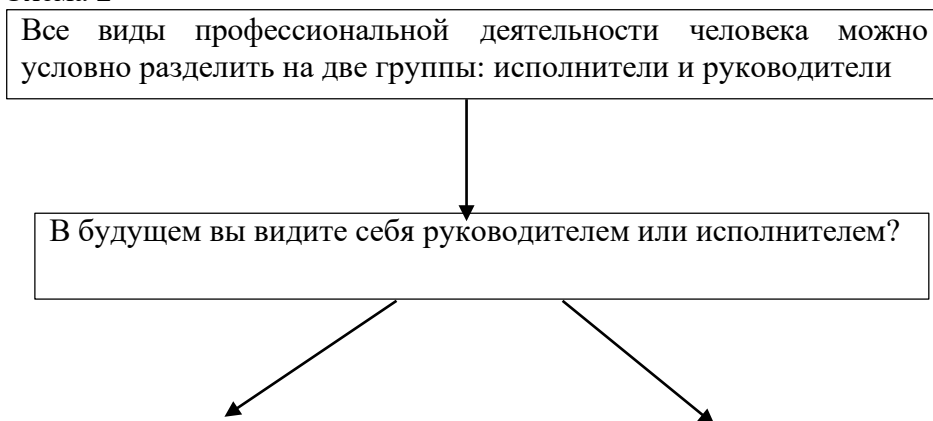 Все виды профессиональной деятельности человека можно
условно разделить на две группы: исполнители и руководители
В будущем вы видите себя руководителем или исполнителем?